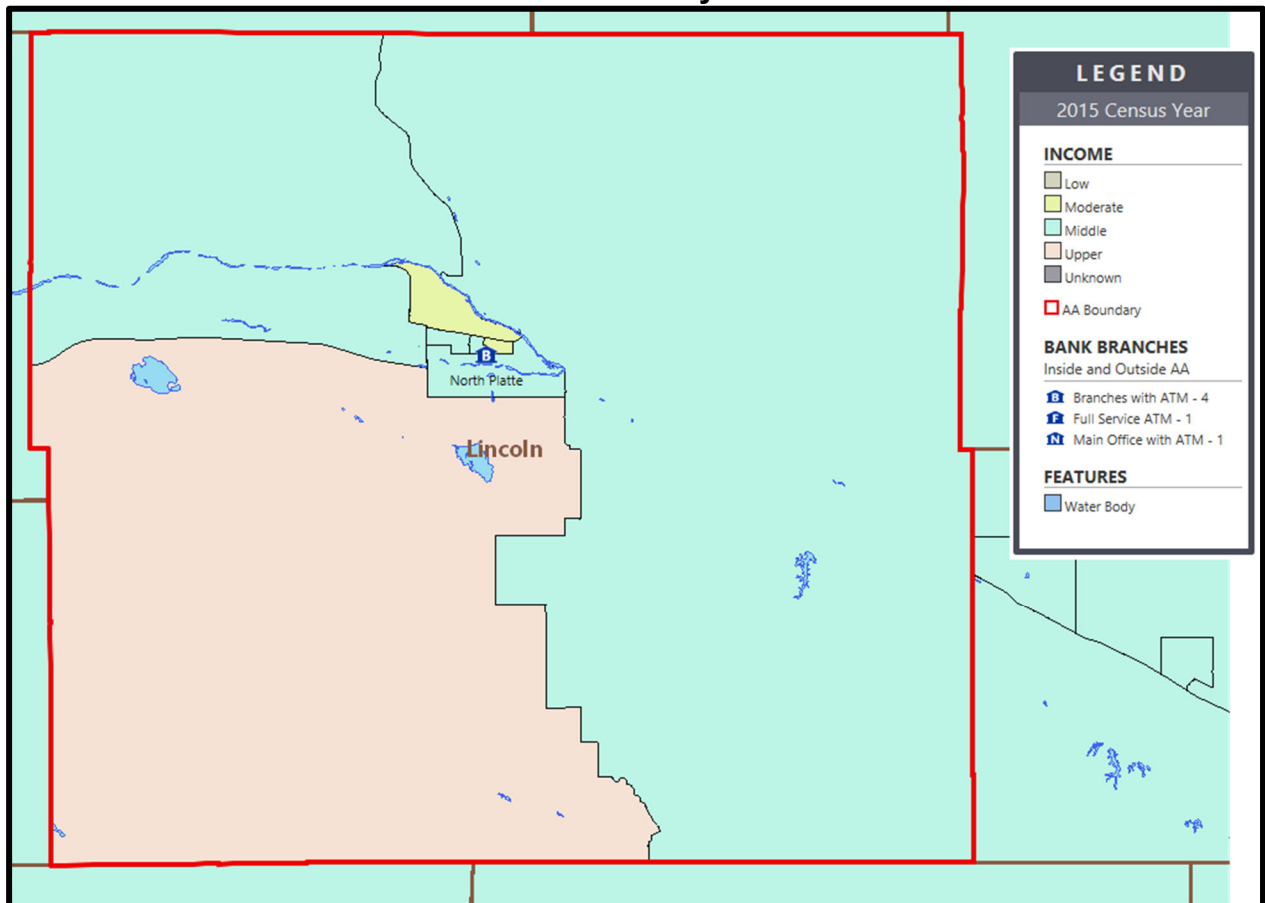 B
North Platte
Lincoln
LEGEND
2015 Census Year
INCOME
Low
Moderate
Middle
Upper
Unknown
AA Boundary
BANK BRANCHES
Inside and Outside AA
B Branches with ATM - 4
F Full Service ATM - 1
N Main Office with ATM - 1
FEATURES
Water Body